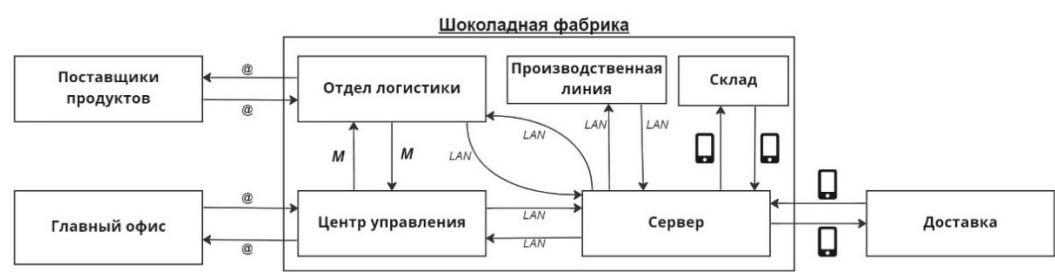 Шоколадная фабрика
Поставщики
продуктов
@
@
Отдел логистики
Производственная
линия
Склад
M
M
LAN
LAN
LAN
LAN
Главный офис
@
@
Центр управления
LAN
LAN
Сервер
Доставка